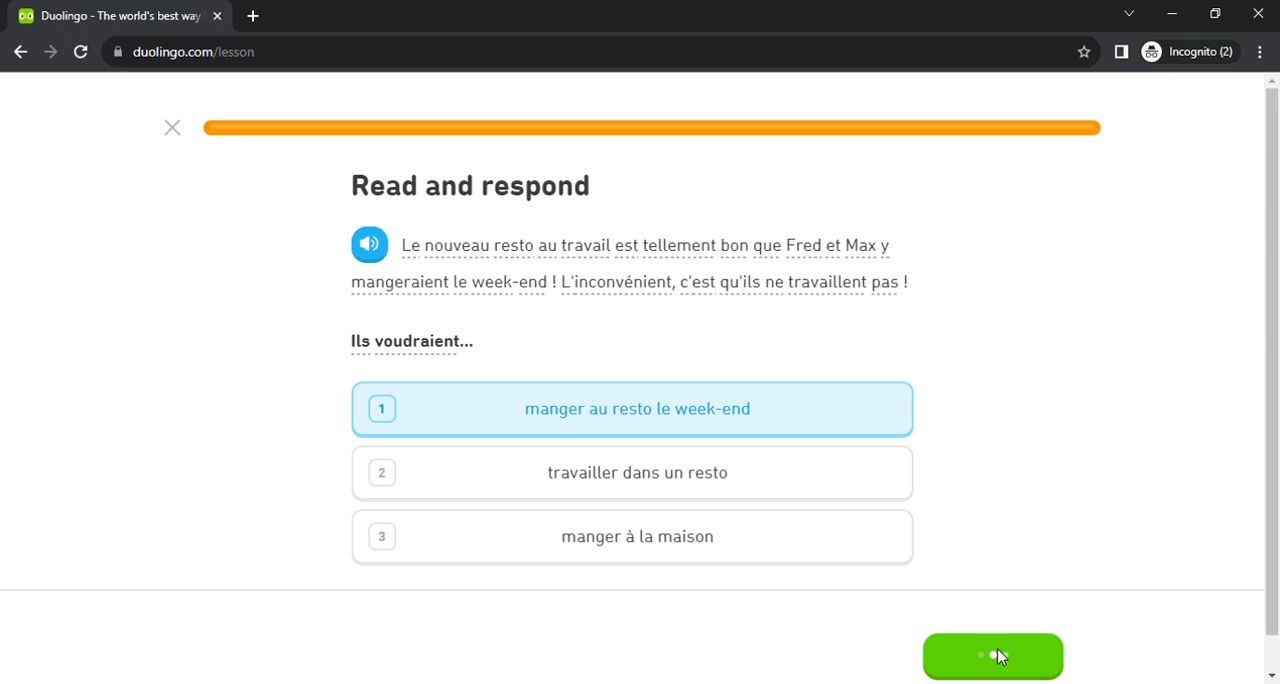 Duolingo - The world's best way
duolingo.com/lesson
Incognito (2)
Read and respond
Le nouveau resto au travail est tellement bon que Fred et Max y
mangeraient le week-end ! L'inconvénient, c'est qu'ils ne travaillent pas !
Ils voudraient...
1 manger au resto le week-end
2 travailler dans un resto
3 manger à la maison